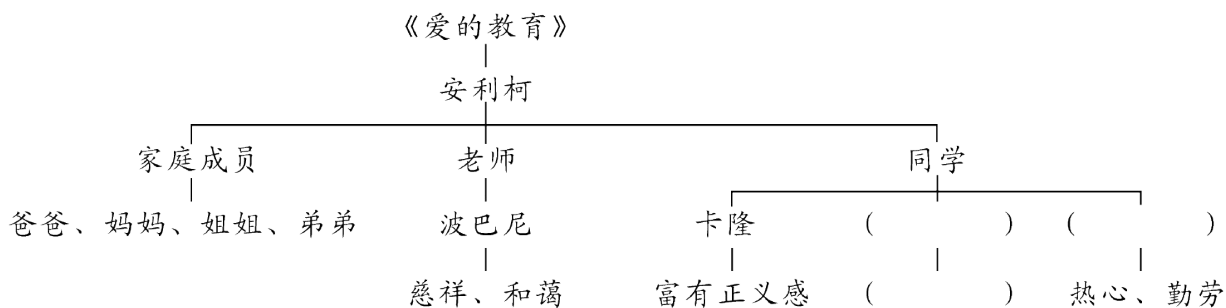 《爱的教育》
安利柯
家庭成员 老师 同学
爸爸、妈妈、姐姐、弟弟 波巴尼 卡隆 ( ) ( )
慈祥、和蔼 富有正义感 ( ) 热心、勤劳